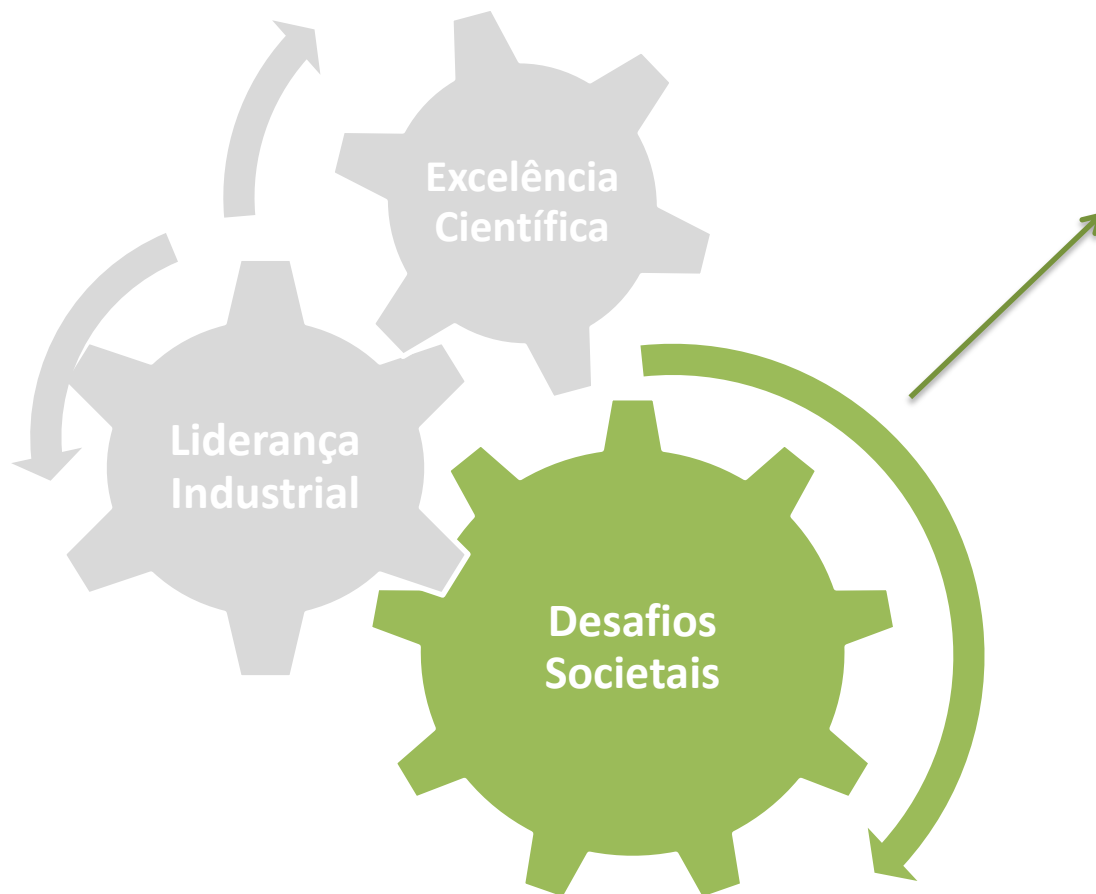 Excelência
Científica
Liderança
Industrial
Desafios
Societais